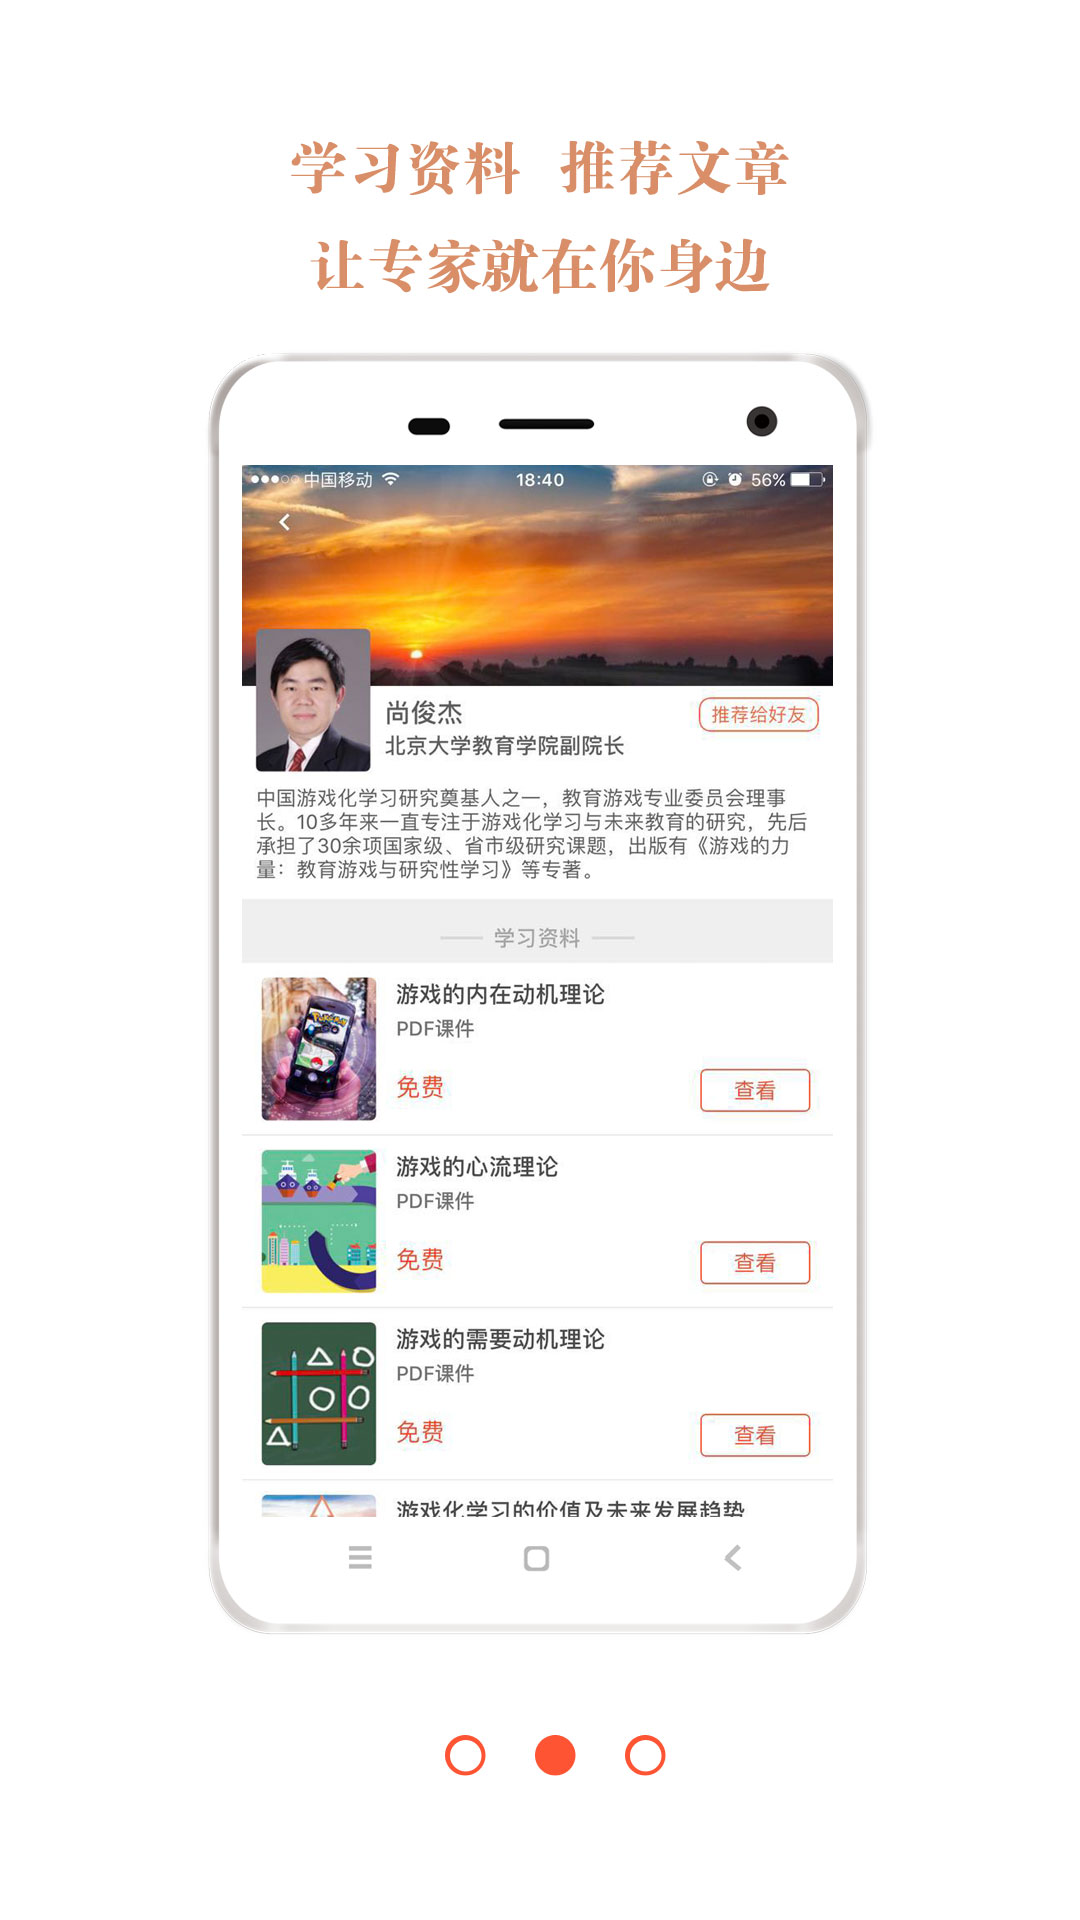 学习资料 推荐文章
让专家就在你身边
中国移动 18:40 56%
尚俊杰
推荐给好友
北京大学教育学院副院长
中国游戏化学习研究奠基人之一，教育游戏专业委员会理事
长。10多年来一直专注于游戏化学习与未来教育的研究，先后
承担了30余项国家级、省市级研究课题，出版有《游戏的力
量：教育游戏与研究性学习》等专著。
学习资料
游戏的内在动机理论
PDF课件
免费
查看
POKéMON
GO
游戏的心流理论
PDF课件
免费
查看
游戏的需要动机理论
PDF课件
免费
查看
游戏化学习的价值及未来发展趋势